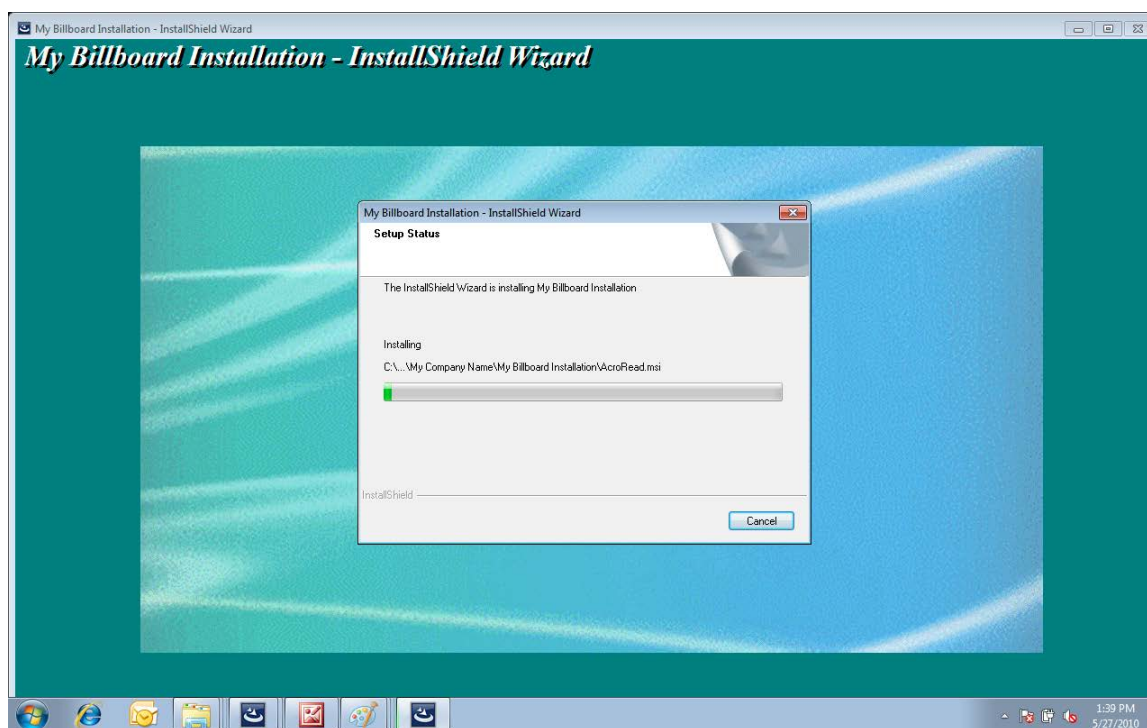 My Billboard Installation - InstallShield Wizard
My Billboard Installation - InstallShield Wizard
My Billboard Installation - InstallShield Wizard
Setup Status
The InstallShield Wizard is installing My Billboard Installation
Installing
C:\...\My Company Name\My Billboard Installation\AcroRead.msi
InstallShield
Cancel
1:39 PM
5/27/2010